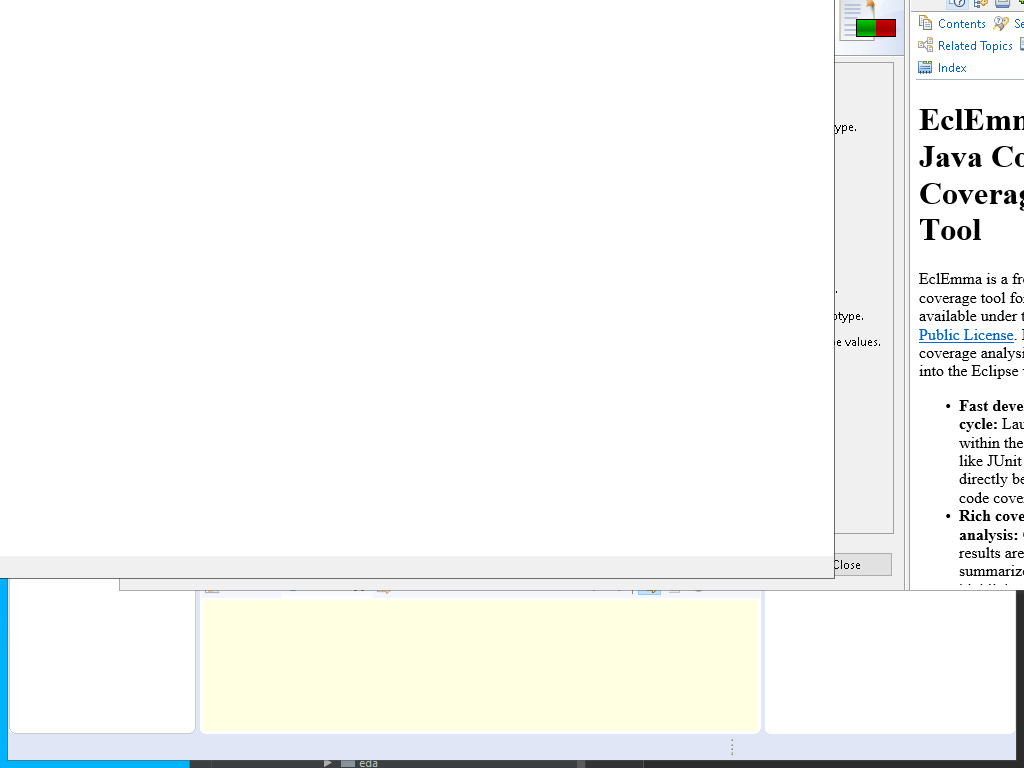 Contents
Related Topics
Index
EclEmm
Java Co
Coverag
Tool
ype.
EclEmma is a fre
coverage tool fo
available under t
Public License.
coverage analysi
into the Eclipse
otype.
e values.
• Fast deve
cycle: Lau
within the
like JUnit
directly be
code cove
• Rich cove
analysis:
results are
summarize
Close
eda